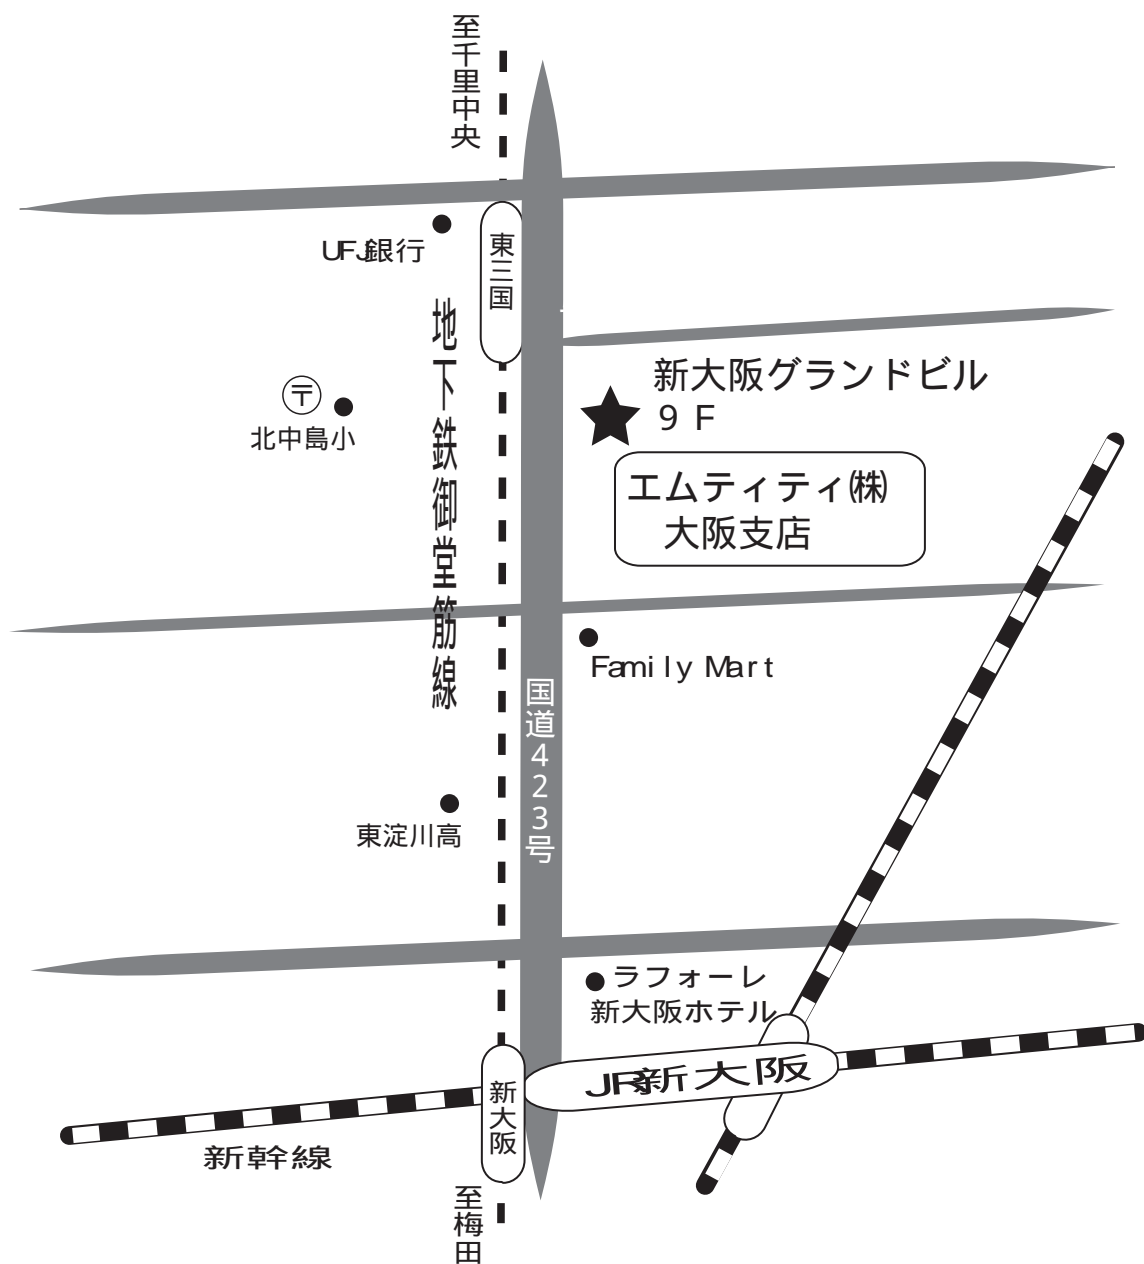 至千里中央
UFJ銀行
東三国
地下鉄御堂筋線
新大阪グランドビル
9 F
〒
北中島小
エムティティ㈱
大阪支店
Family Mart
国道423号
東淀川高
ラフォーレ
新大阪ホテル
JR新大阪
新大阪
新幹線
至梅田